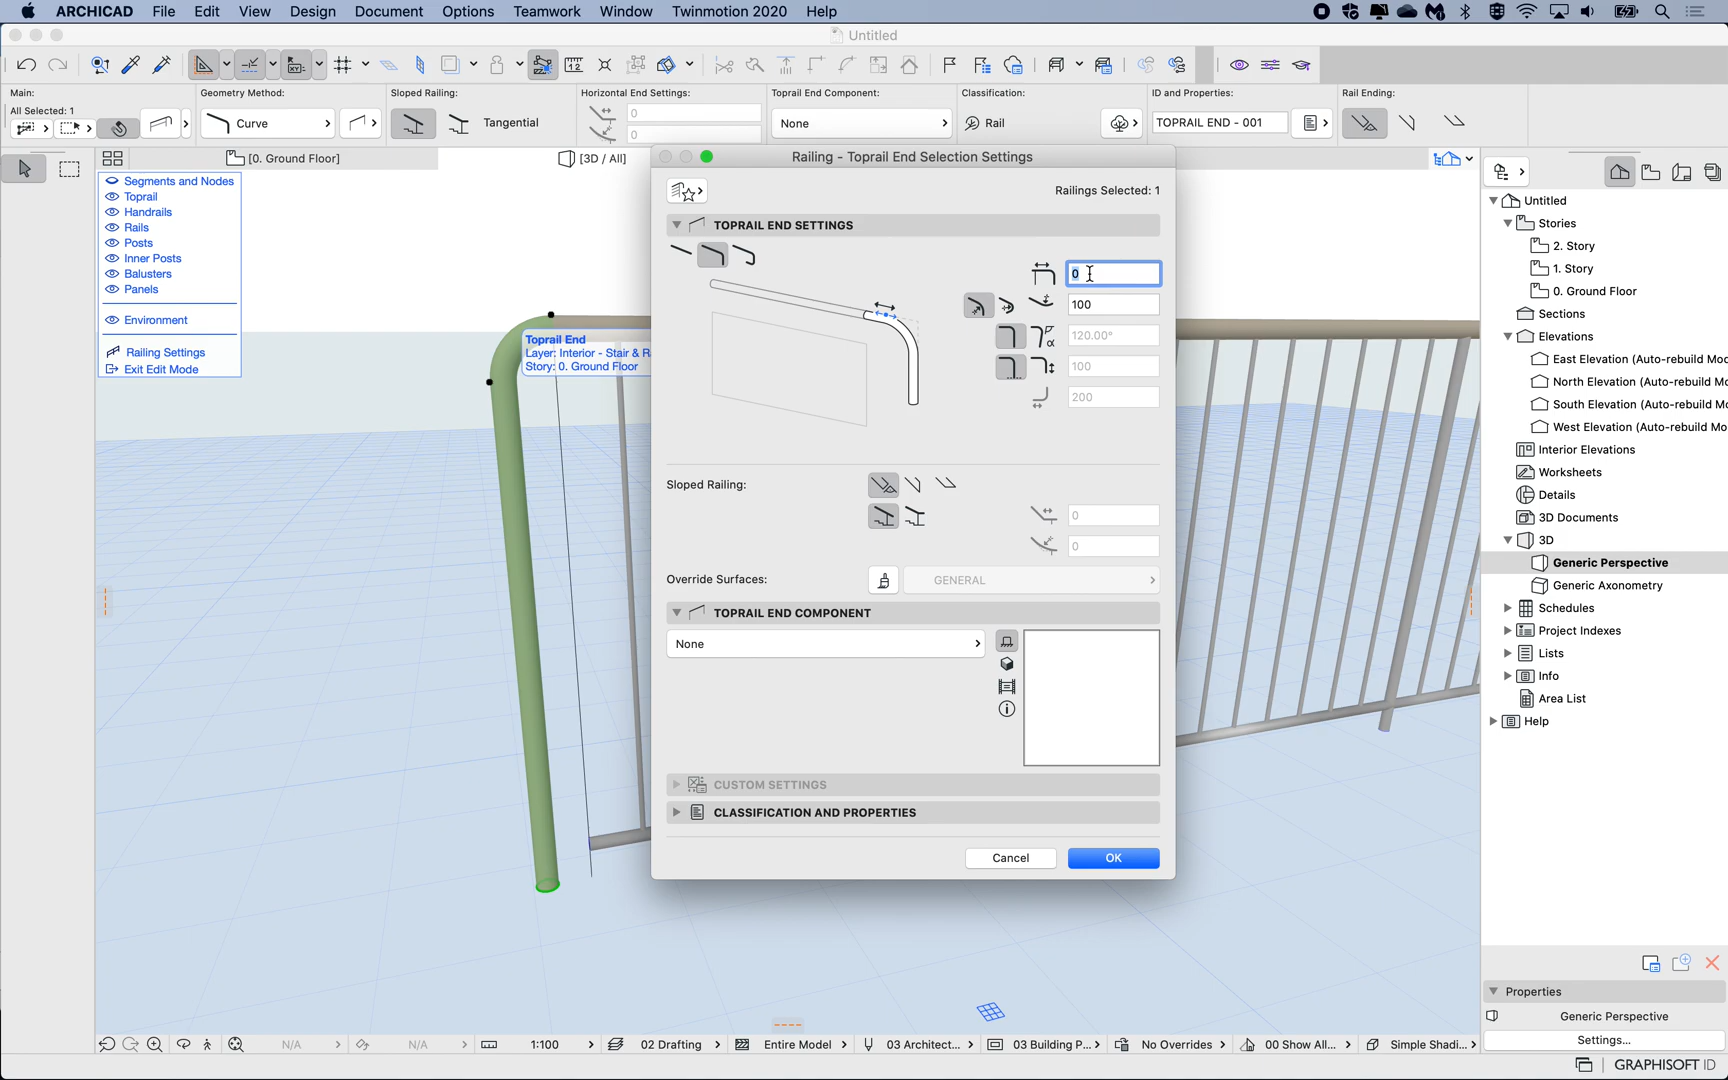 ARCHICAD File Edit View Design Document Options Teamwork Window Twinmotion 2020 Help
Untitled
Main:
All Selected: 1
Geometry Method:
Curve
Sloped Railing:
Tangential
Horizontal End Settings:
0
0
Toprail End Component:
None
Classification:
Rail
ID and Properties:
TOPRAIL END - 001
Rail Ending:
[0. Ground Floor]
[3D / All]
Segments and Nodes
Toprail
Handrails
Rails
Posts
Inner Posts
Balusters
Panels
Environment
Railing Settings
Exit Edit Mode
Toprail End
Layer: Interior - Stair & R
Story: 0. Ground Floor
Railing - Toprail End Selection Settings
Railings Selected: 1
TOPRAIL END SETTINGS
0
100
120.00°
100
200
Sloped Railing:
0
0
Override Surfaces:
GENERAL
TOPRAIL END COMPONENT
None
CUSTOM SETTINGS
CLASSIFICATION AND PROPERTIES
Cancel
OK
Untitled
Stories
2. Story
1. Story
0. Ground Floor
Sections
Elevations
East Elevation (Auto-rebuild Mod
North Elevation (Auto-rebuild Mo
South Elevation (Auto-rebuild Mo
West Elevation (Auto-rebuild Mo
Interior Elevations
Worksheets
Details
3D Documents
3D
Generic Perspective
Generic Axonometry
Schedules
Project Indexes
Lists
Info
Area List
Help
Properties
Generic Perspective
Settings...
N/A
N/A
1:100
02 Drafting
Entire Model
03 Architect...
03 Building P...
No Overrides
00 Show All...
Simple Shadi...
GRAPHISOFT ID